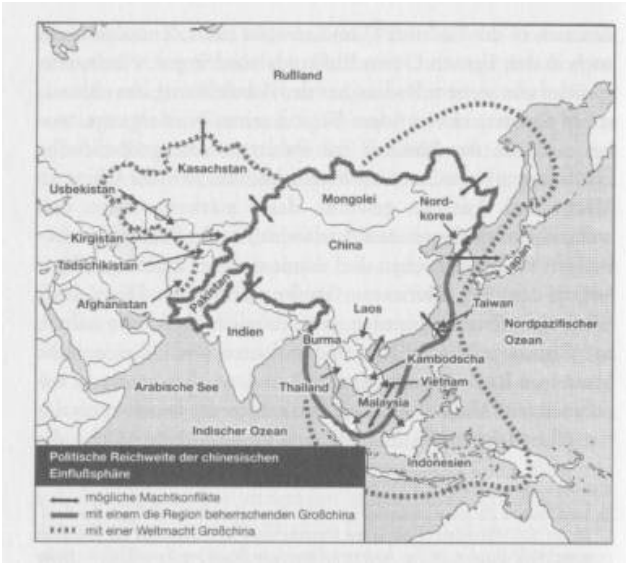 Rußland
Kasachstan
Usbekistan
Mongolei
Nord-
korea
Kirgistan
China
Tadschikistan
Japan
Afghanistan
Pakistan
Laos
Taiwan
Indien
Burma
Nordpazifischer
Ozean
Kambodscha
Arabische See
Thailand
Vietnam
Malaysia
Indischer Ozean
Indonesien
Politische Reichweite der chinesischen
Einflußsphäre
mögliche Machtkonflikte
mit einem die Region beherrschenden Großchina
mit einer Weltmacht Großchina